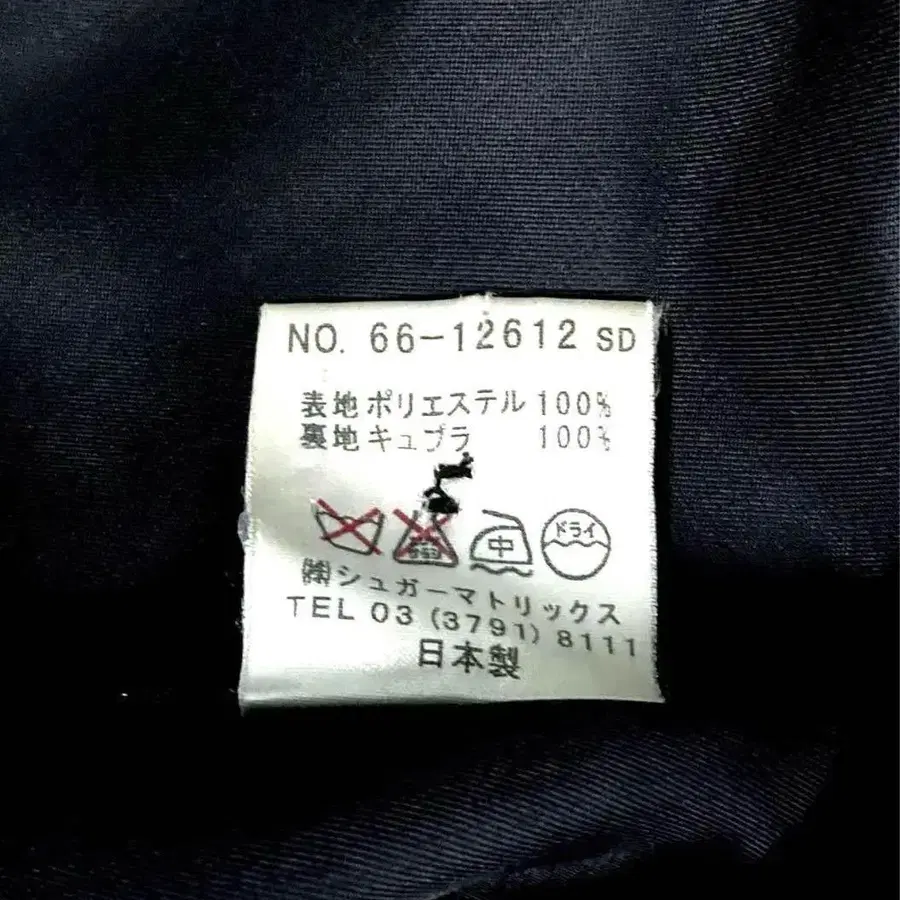 NO. 66-12612 SD
表地 ポリエステル 100%
裏地 キュプラ 100%
中 ドライ
㈱シュガーマトリックス
TEL 03 (3791) 8111
日本製